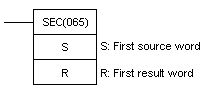 SEC(065)
S S: First source word
R R: First result word